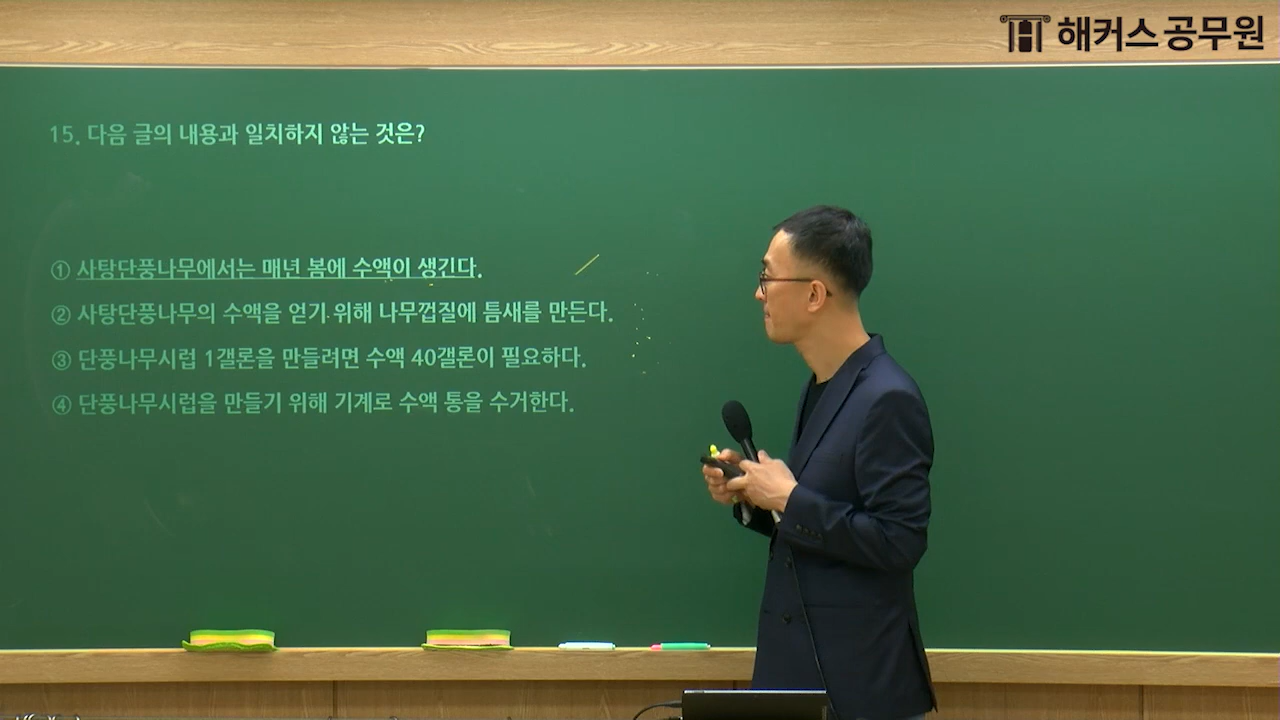 해커스공무원
15. 다음 글의 내용과 일치하지 않는 것은?
① 사탕단풍나무에서는 매년 봄에 수액이 생긴다.
② 사탕단풍나무의 수액을 얻기 위해 나무껍질에 틈새를 만든다.
③ 단풍나무시럽 1갤론을 만들려면 수액 40갤론이 필요하다.
④ 단풍나무시럽을 만들기 위해 기계로 수액 통을 수거한다.